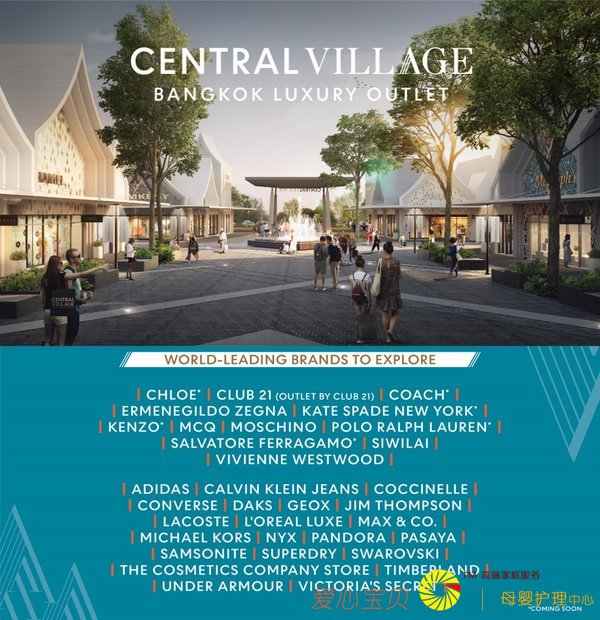 CENTRAL VILLAGE
BANGKOK LUXURY OUTLET
CENTRAL
VILLAGE
WORLD-LEADING BRANDS TO EXPLORE
| CHLOE* | CLUB 21 (OUTLET BY CLUB 21) | COACH* |
| ERMENEGILDO ZEGNA | KATE SPADE NEW YORK* |
| KENZO* | MCQ | MOSCHINO | POLO RALPH LAUREN* |
| SALVATORE FERRAGAMO* | SIWILAI |
| VIVIENNE WESTWOOD |
| ADIDAS | CALVIN KLEIN JEANS | COCCINELLE |
| CONVERSE | DAKS | GEOX | JIM THOMPSON |
| LACOSTE | L'OREAL LUXE | MAX & CO. |
| MICHAEL KORS | NYX | PANDORA | PASAYA |
| SAMSONITE | SUPERDRY | SWAROVSKI |
| THE COSMETICS COMPANY STORE | TIMBERLAND |
| UNDER ARMOUR | VICTORIA'S SECRET
高端家庭服务
爱心宝贝 | 母婴护理中心
*COMING SOON